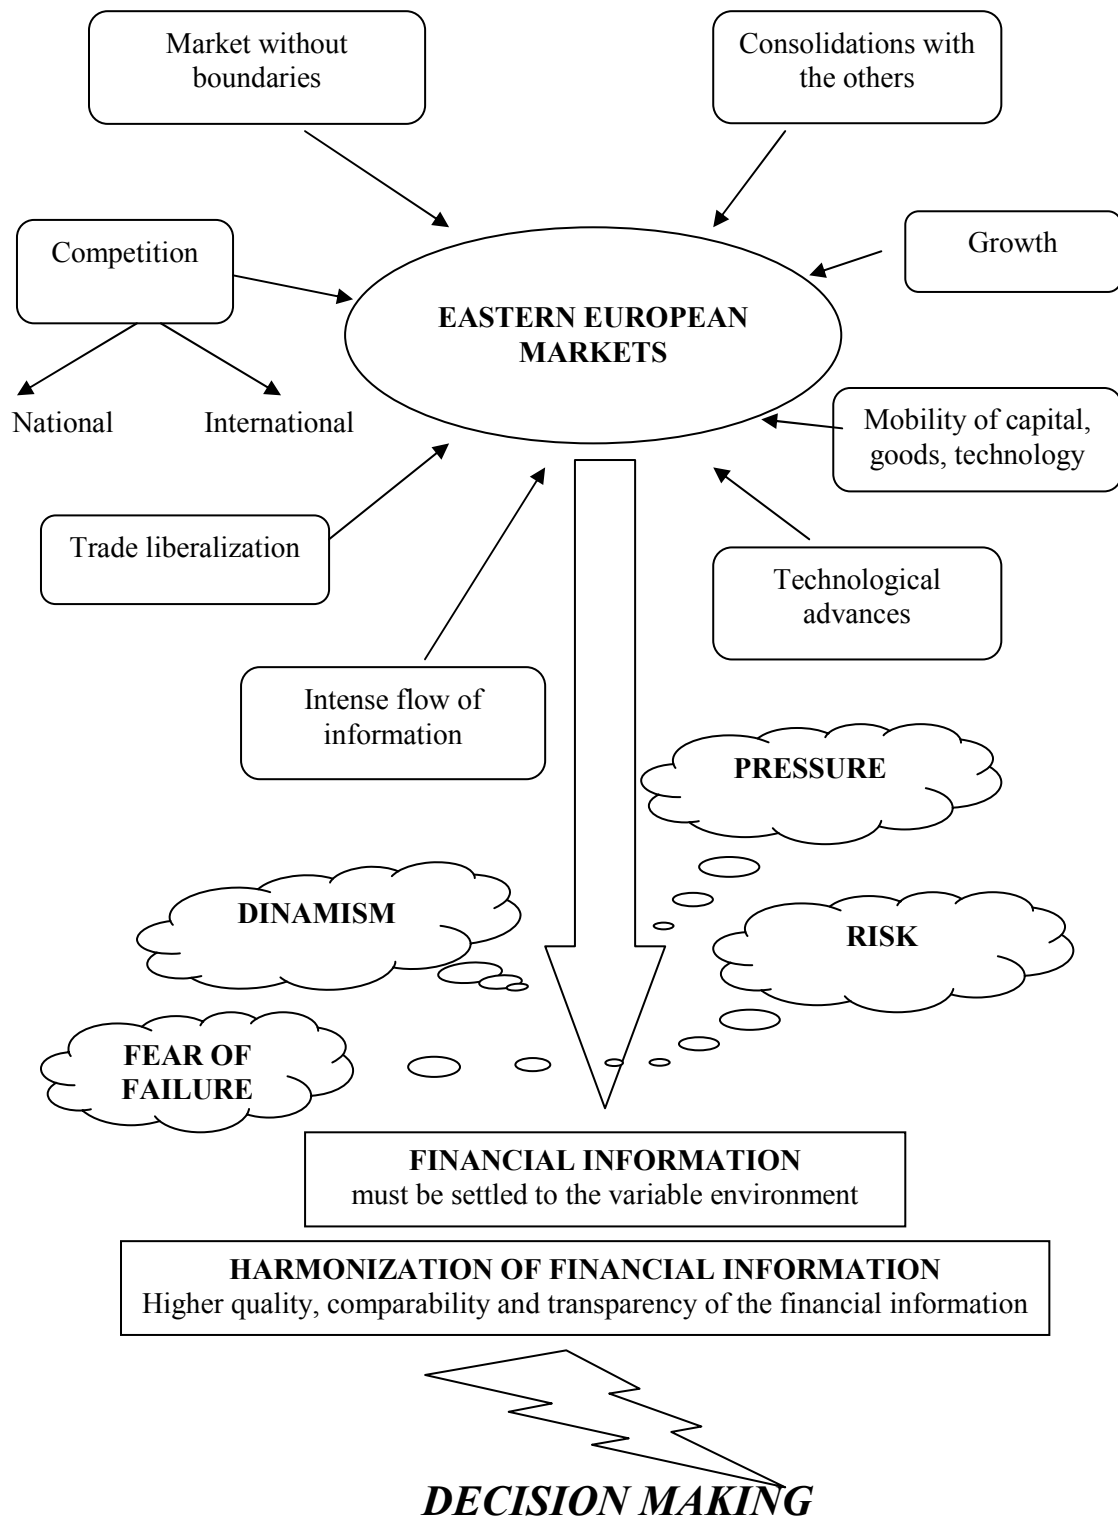 Market without
boundaries
Consolidations with
the others
Competition
Growth
EASTERN EUROPEAN
MARKETS
National
International
Mobility of capital,
goods, technology
Trade liberalization
Technological
advances
Intense flow of
information
PRESSURE
DINAMISM
RISK
FEAR OF
FAILURE
FINANCIAL INFORMATION
must be settled to the variable environment
HARMONIZATION OF FINANCIAL INFORMATION
Higher quality, comparability and transparency of the financial information
DECISION MAKING